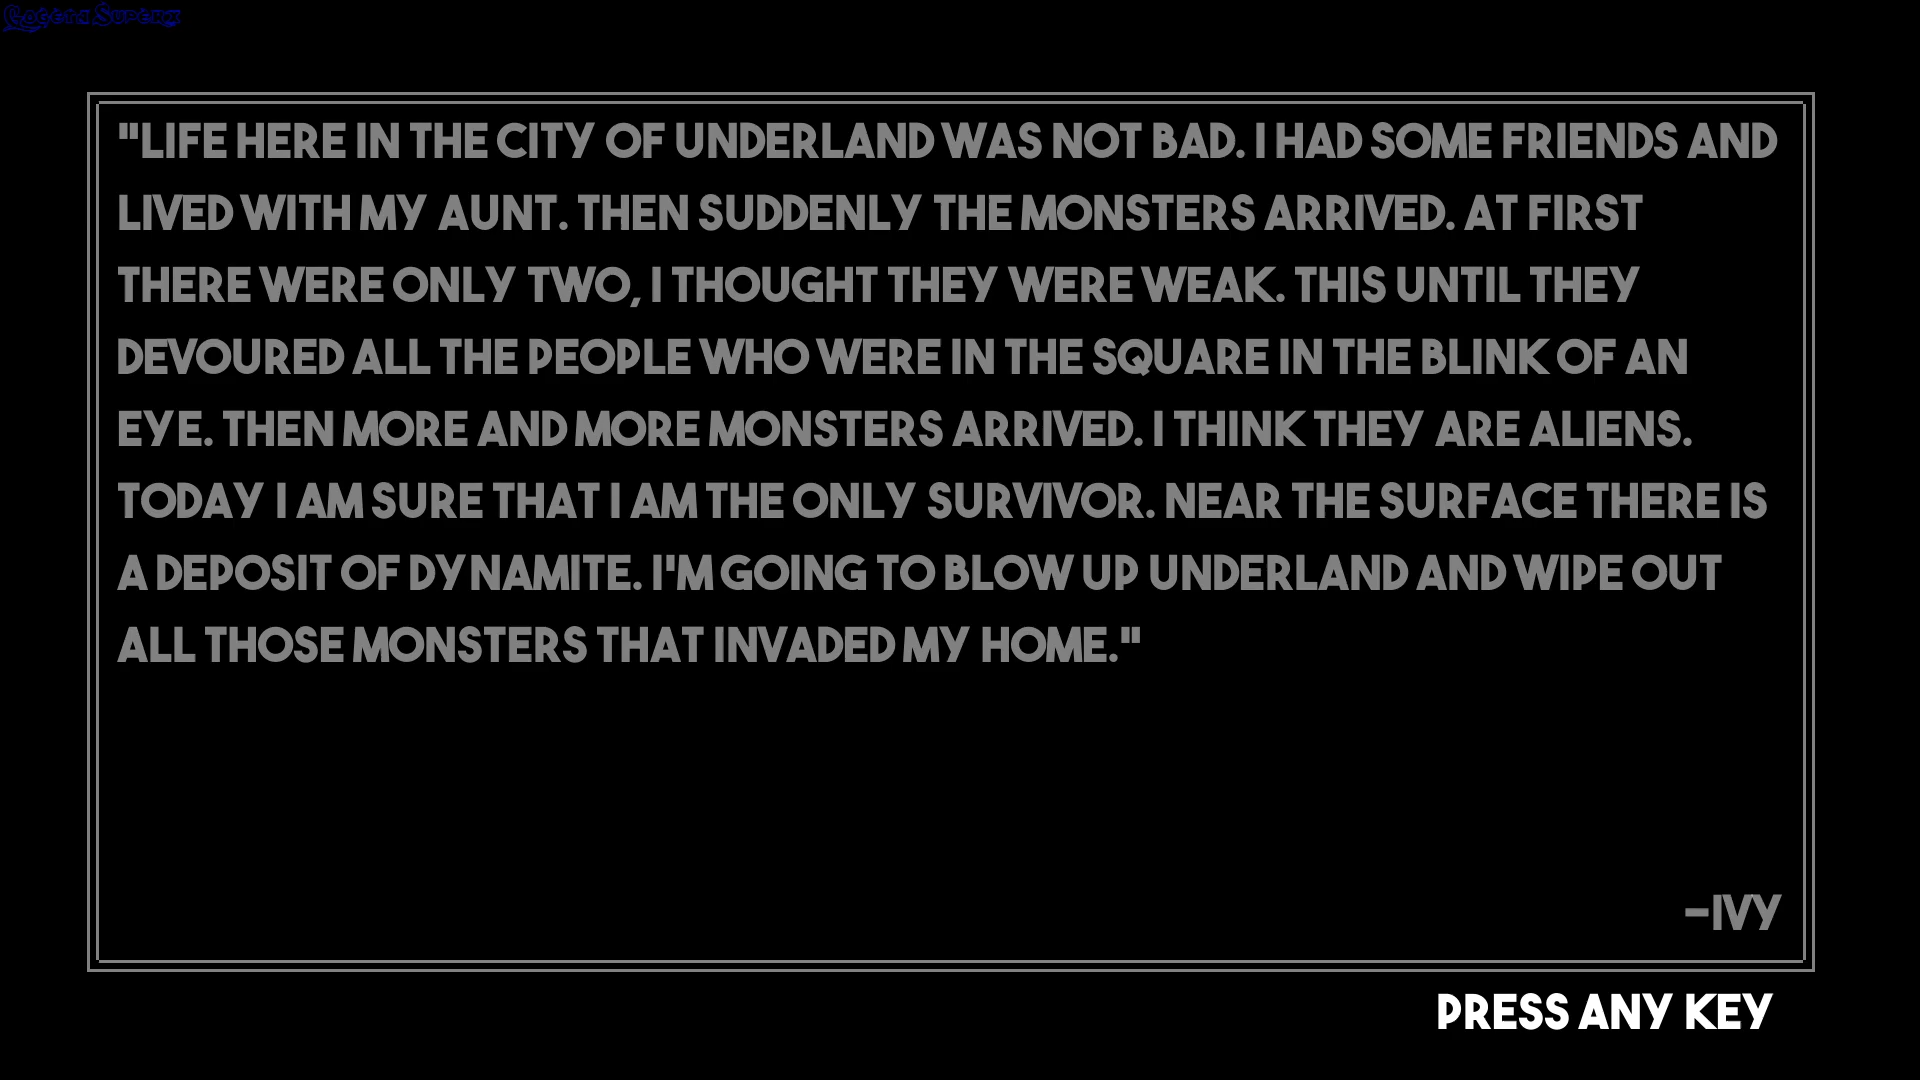 "LIFE HERE IN THE CITY OF UNDERLAND WAS NOT BAD. I HAD SOME FRIENDS AND
LIVED WITH MY AUNT. THEN SUDDENLY THE MONSTERS ARRIVED. AT FIRST
THERE WERE ONLY TWO, I THOUGHT THEY WERE WEAK. THIS UNTIL THEY
DEVOURED ALL THE PEOPLE WHO WERE IN THE SQUARE IN THE BLINK OF AN
EYE. THEN MORE AND MORE MONSTERS ARRIVED. I THINK THEY ARE ALIENS.
TODAY I AM SURE THAT I AM THE ONLY SURVIVOR. NEAR THE SURFACE THERE IS
A DEPOSIT OF DYNAMITE. I'M GOING TO BLOW UP UNDERLAND AND WIPE OUT
ALL THOSE MONSTERS THAT INVADED MY HOME."
-IVY
PRESS ANY KEY